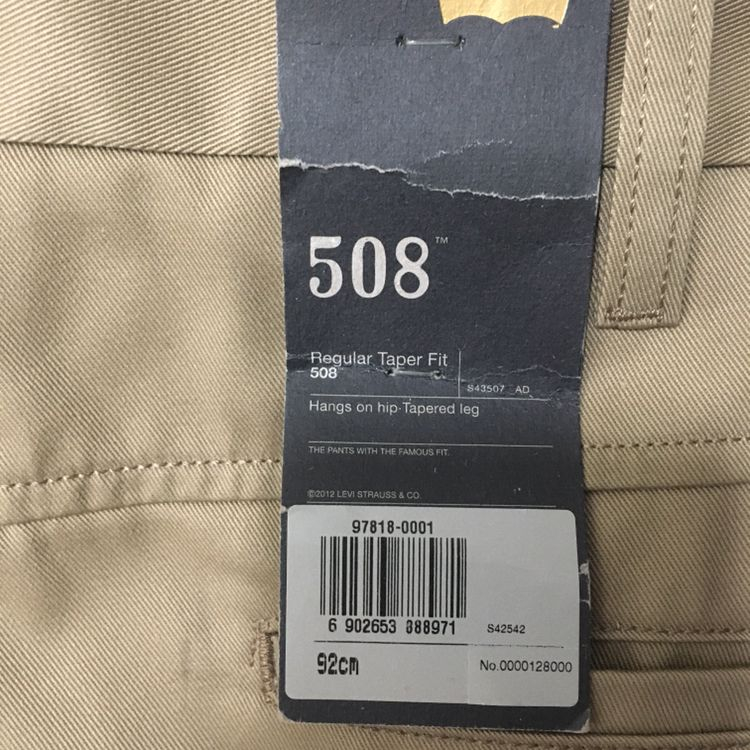 508™
Regular Taper Fit
508
S43507 AD
Hangs on hip·Tapered leg
THE PANTS WITH THE FAMOUS FIT.
©2012 LEVI STRAUSS & CO.
97818-0001
6 902653 088971
S42542
92cm
No.0000128000